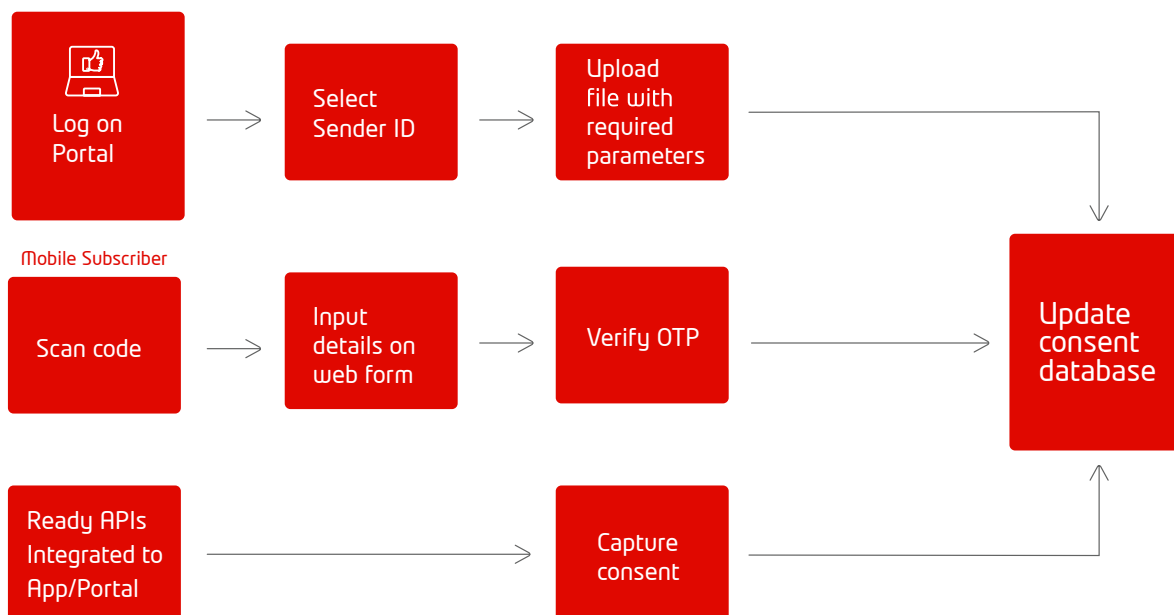 Log on
Portal
Select
Sender ID
Upload
file with
required
parameters
Mobile Subscriber
Scan code
Input
details on
web form
Verify OTP
Update
consent
database
Ready APIs
Integrated to
App/Portal
Capture
consent